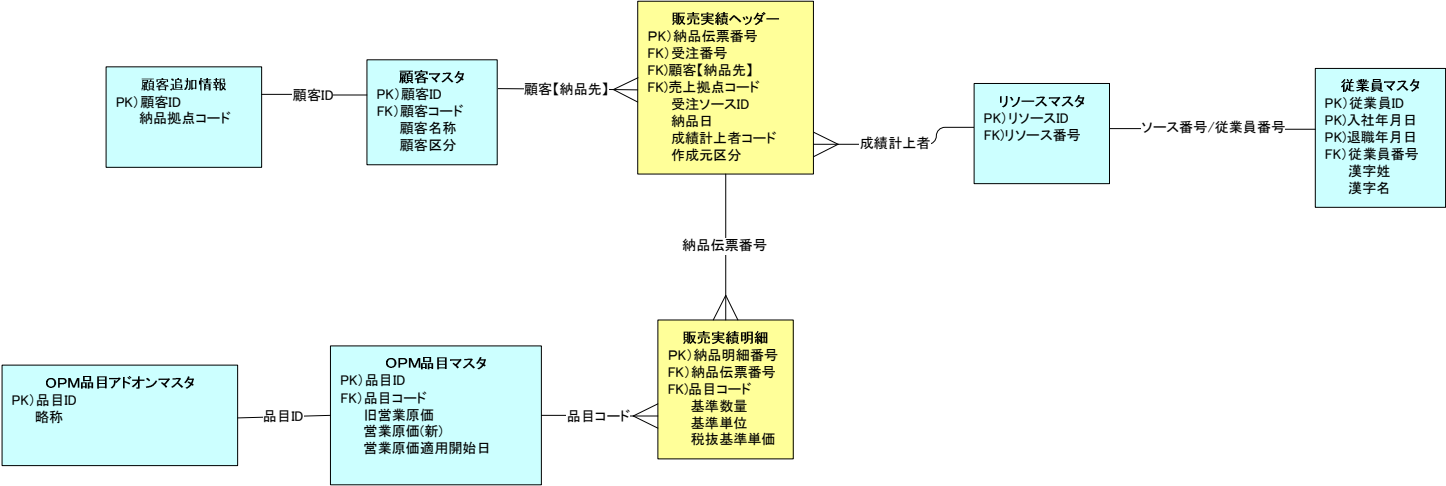 顧客追加情報
PK)顧客ID
納品拠点コード
顧客ID
顧客マスタ
PK)顧客ID
FK)顧客コード
顧客名称
顧客区分
顧客【納品先】
販売実績ヘッダー
PK)納品伝票番号
FK)受注番号
FK)顧客【納品先】
FK)売上拠点コード
受注ソースID
納品日
成績計上者コード
作成元区分
成績計上者
リソースマスタ
PK)リソースID
FK)リソース番号
ソース番号/従業員番号
従業員マスタ
PK)従業員ID
PK)入社年月日
PK)退職年月日
FK)従業員番号
漢字姓
漢字名
納品伝票番号
OPM品目アドオンマスタ
PK)品目ID
略称
品目ID
OPM品目マスタ
PK)品目ID
FK)品目コード
旧営業原価
営業原価(新)
営業原価適用開始日
品目コード
販売実績明細
PK)納品明細番号
FK)納品伝票番号
FK)品目コード
基準数量
基準単位
税抜基準単価